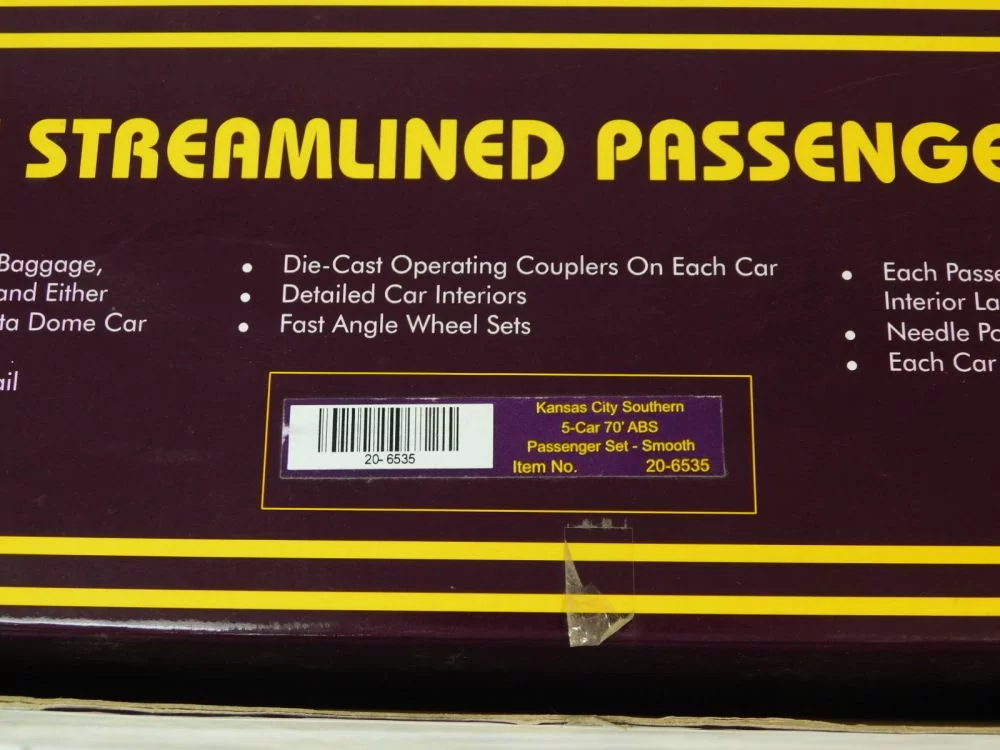 STREAMLINED PASSENGE
Baggage,
and Either
ta Dome Car
ail
Die-Cast Operating Couplers On Each Car
Detailed Car Interiors
Fast Angle Wheel Sets
Each Passe
Interior La
Needle Po
Each Car
20-6535
Kansas City Southern
5-Car 70' ABS
Passenger Set - Smooth
Item No. 20-6535